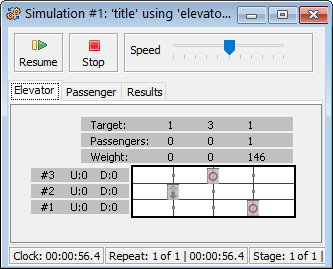 Simulation #1: 'title' using 'elevato...
Resume
Stop
Speed
Elevator Passenger Results
Target: 1 3 1
Passengers: 0 0 1
Weight: 0 0 146
#3 U:0 D:0
#2 U:0 D:0
#1 U:0 D:0
Clock: 00:00:56.4 Repeat: 1 of 1 | 00:00:56.4 Stage: 1 of 1